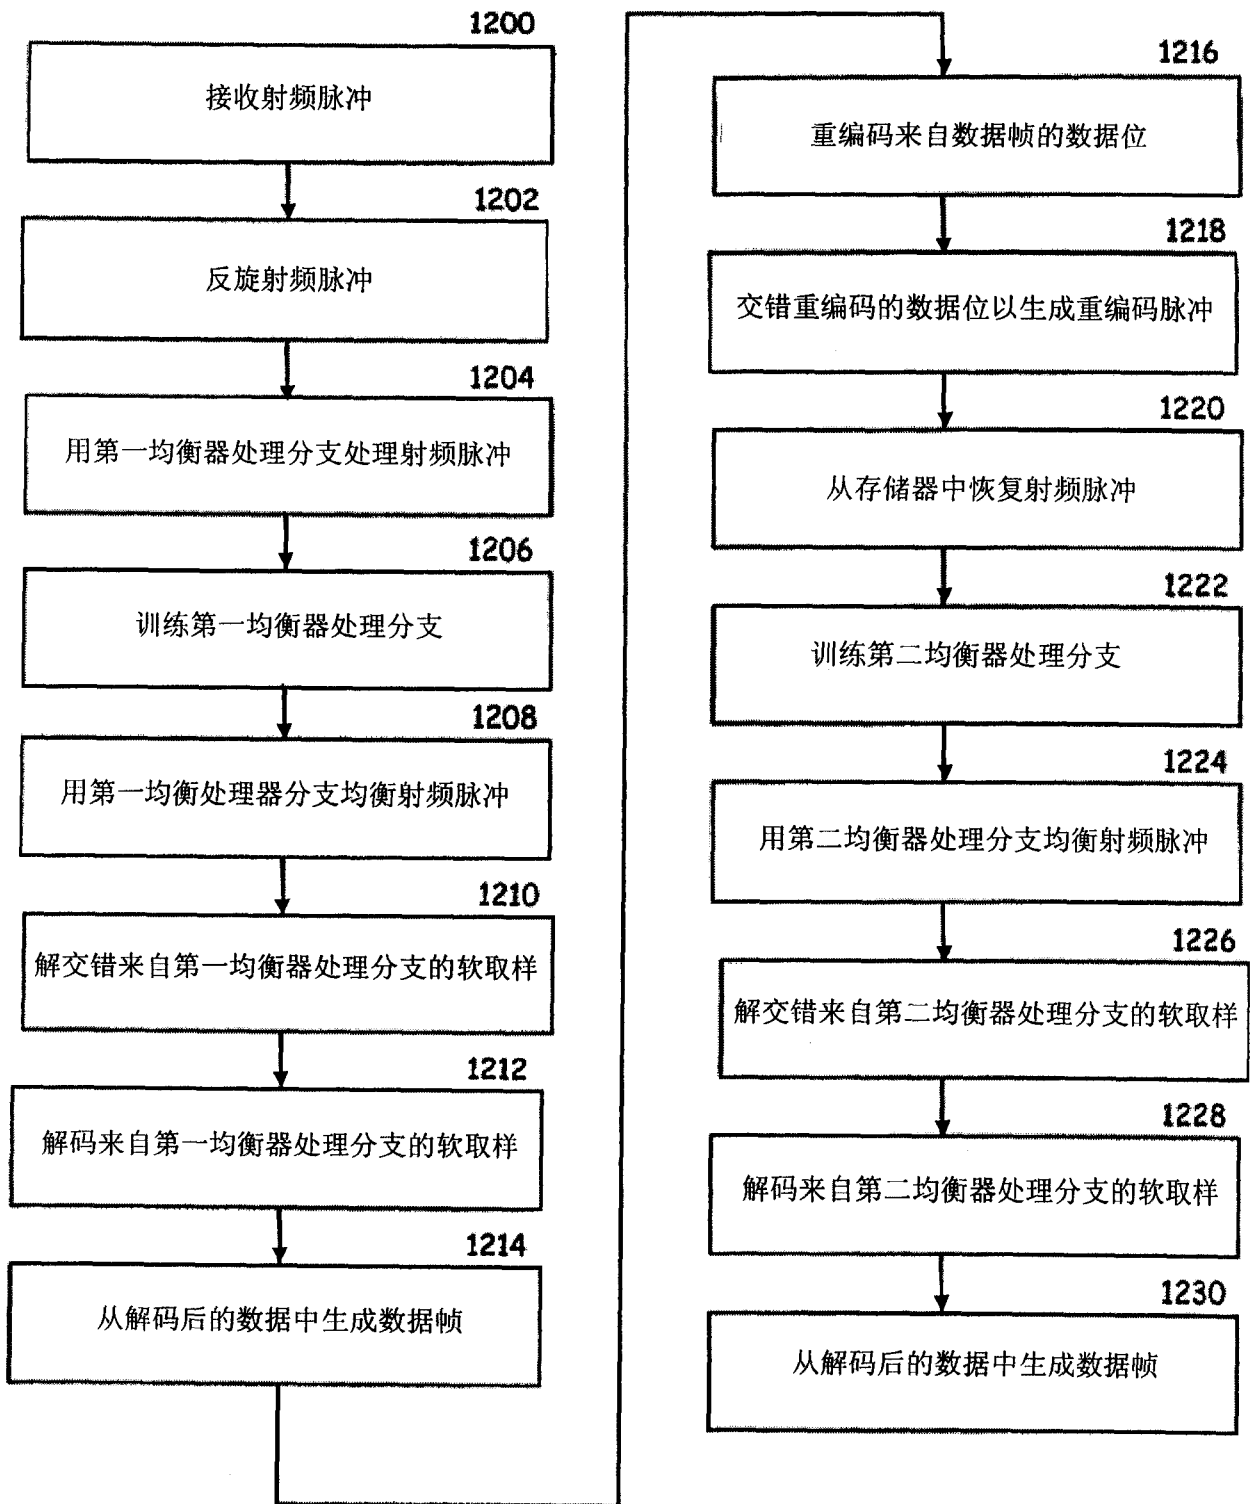 1200
接收射频脉冲
1202
反旋射频脉冲
1204
用第一均衡器处理分支处理射频脉冲
1206
训练第一均衡器处理分支
1208
用第一均衡处理器分支均衡射频脉冲
1210
解交错来自第一均衡器处理分支的软取样
1212
解码来自第一均衡器处理分支的软取样
1214
从解码后的数据中生成数据帧
1216
重编码来自数据帧的数据位
1218
交错重编码的数据位以生成重编码脉冲
1220
从存储器中恢复射频脉冲
1222
训练第二均衡器处理分支
1224
用第二均衡器处理分支均衡射频脉冲
1226
解交错来自第二均衡器处理分支的软取样
1228
解码来自第二均衡器处理分支的软取样
1230
从解码后的数据中生成数据帧